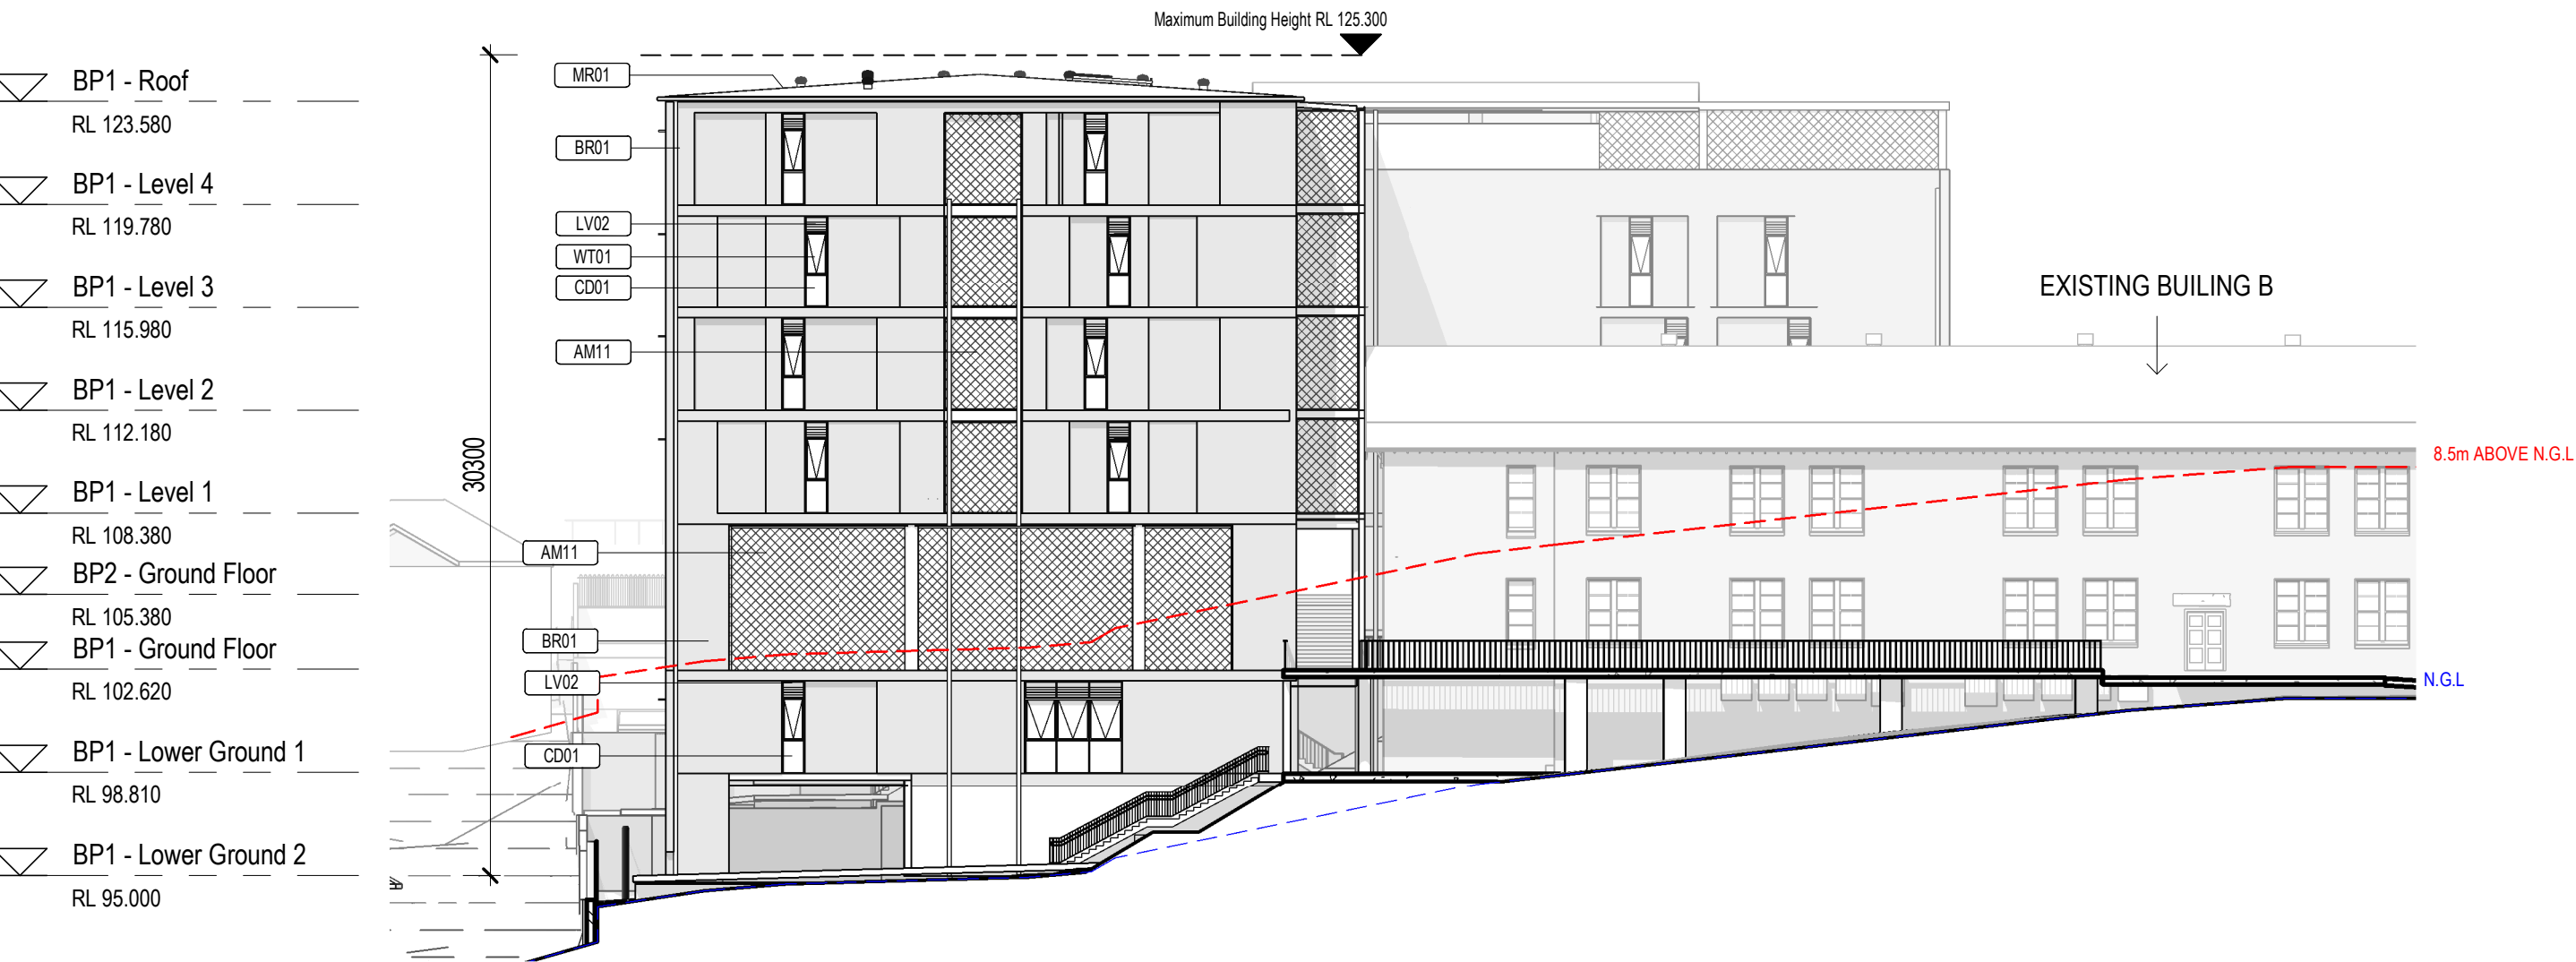 Maximum Building Height RL 125.300
BP1 - Roof
RL 123.580
BP1 - Level 4
RL 119.780
BP1 - Level 3
RL 115.980
BP1 - Level 2
RL 112.180
BP1 - Level 1
RL 108.380
BP2 - Ground Floor
RL 105.380
BP1 - Ground Floor
RL 102.620
BP1 - Lower Ground 1
RL 98.810
BP1 - Lower Ground 2
RL 95.000
30300
MR01
BR01
LV02
WT01
CD01
AM11
AM11
BR01
LV02
CD01
EXISTING BUILING B
8.5m ABOVE N.G.L
N.G.L